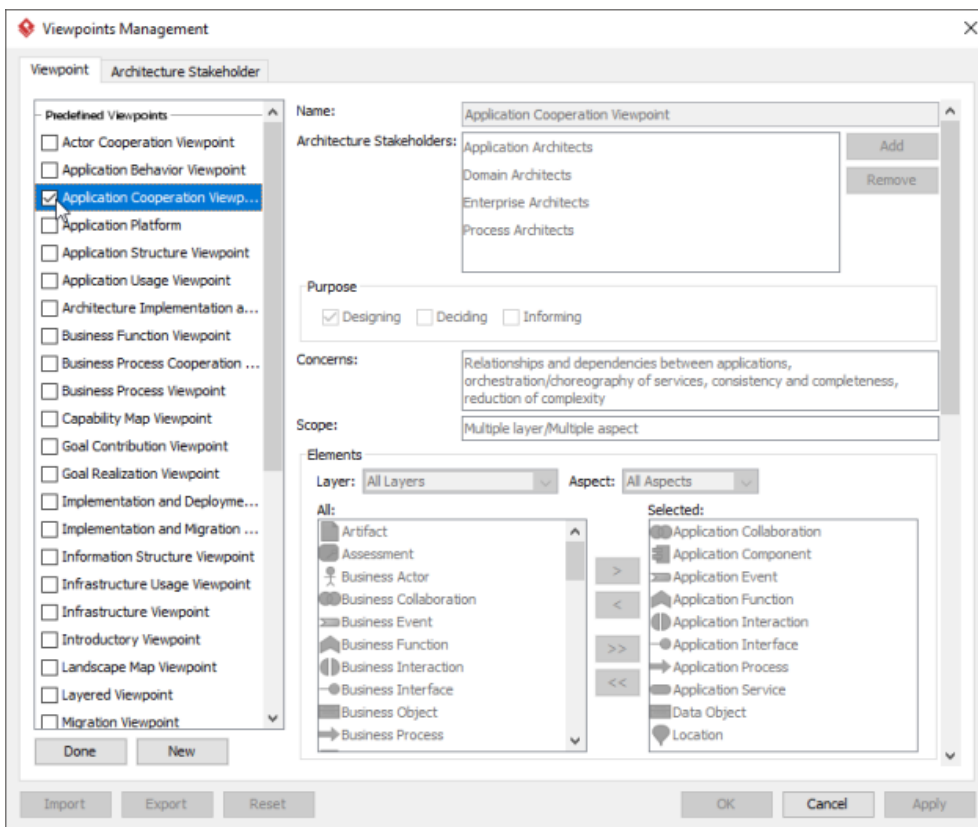 Viewpoints Management
Viewpoint
Architecture Stakeholder
Predefined Viewpoints
Actor Cooperation Viewpoint
Application Behavior Viewpoint
Application Cooperation Viewp...
Application Platform
Application Structure Viewpoint
Application Usage Viewpoint
Architecture Implementation a...
Business Function Viewpoint
Business Process Cooperation ...
Business Process Viewpoint
Capability Map Viewpoint
Goal Contribution Viewpoint
Goal Realization Viewpoint
Implementation and Deployme...
Implementation and Migration ...
Information Structure Viewpoint
Infrastructure Usage Viewpoint
Infrastructure Viewpoint
Introductory Viewpoint
Landscape Map Viewpoint
Layered Viewpoint
Migration Viewpoint
Done
New
Name:
Application Cooperation Viewpoint
Architecture Stakeholders:
Application Architects
Domain Architects
Enterprise Architects
Process Architects
Add
Remove
Purpose
Designing
Deciding
Informing
Concerns:
Relationships and dependencies between applications,
orchestration/choreography of services, consistency and completeness,
reduction of complexity
Scope:
Multiple layer/Multiple aspect
Elements
Layer: All Layers
Aspect: All Aspects
All:
Artifact
Assessment
Business Actor
Business Collaboration
Business Event
Business Function
Business Interaction
Business Interface
Business Object
Business Process
>
<
>>
<<
Selected:
Application Collaboration
Application Component
Application Event
Application Function
Application Interaction
Application Interface
Application Process
Application Service
Data Object
Location
Import
Export
Reset
OK
Cancel
Apply